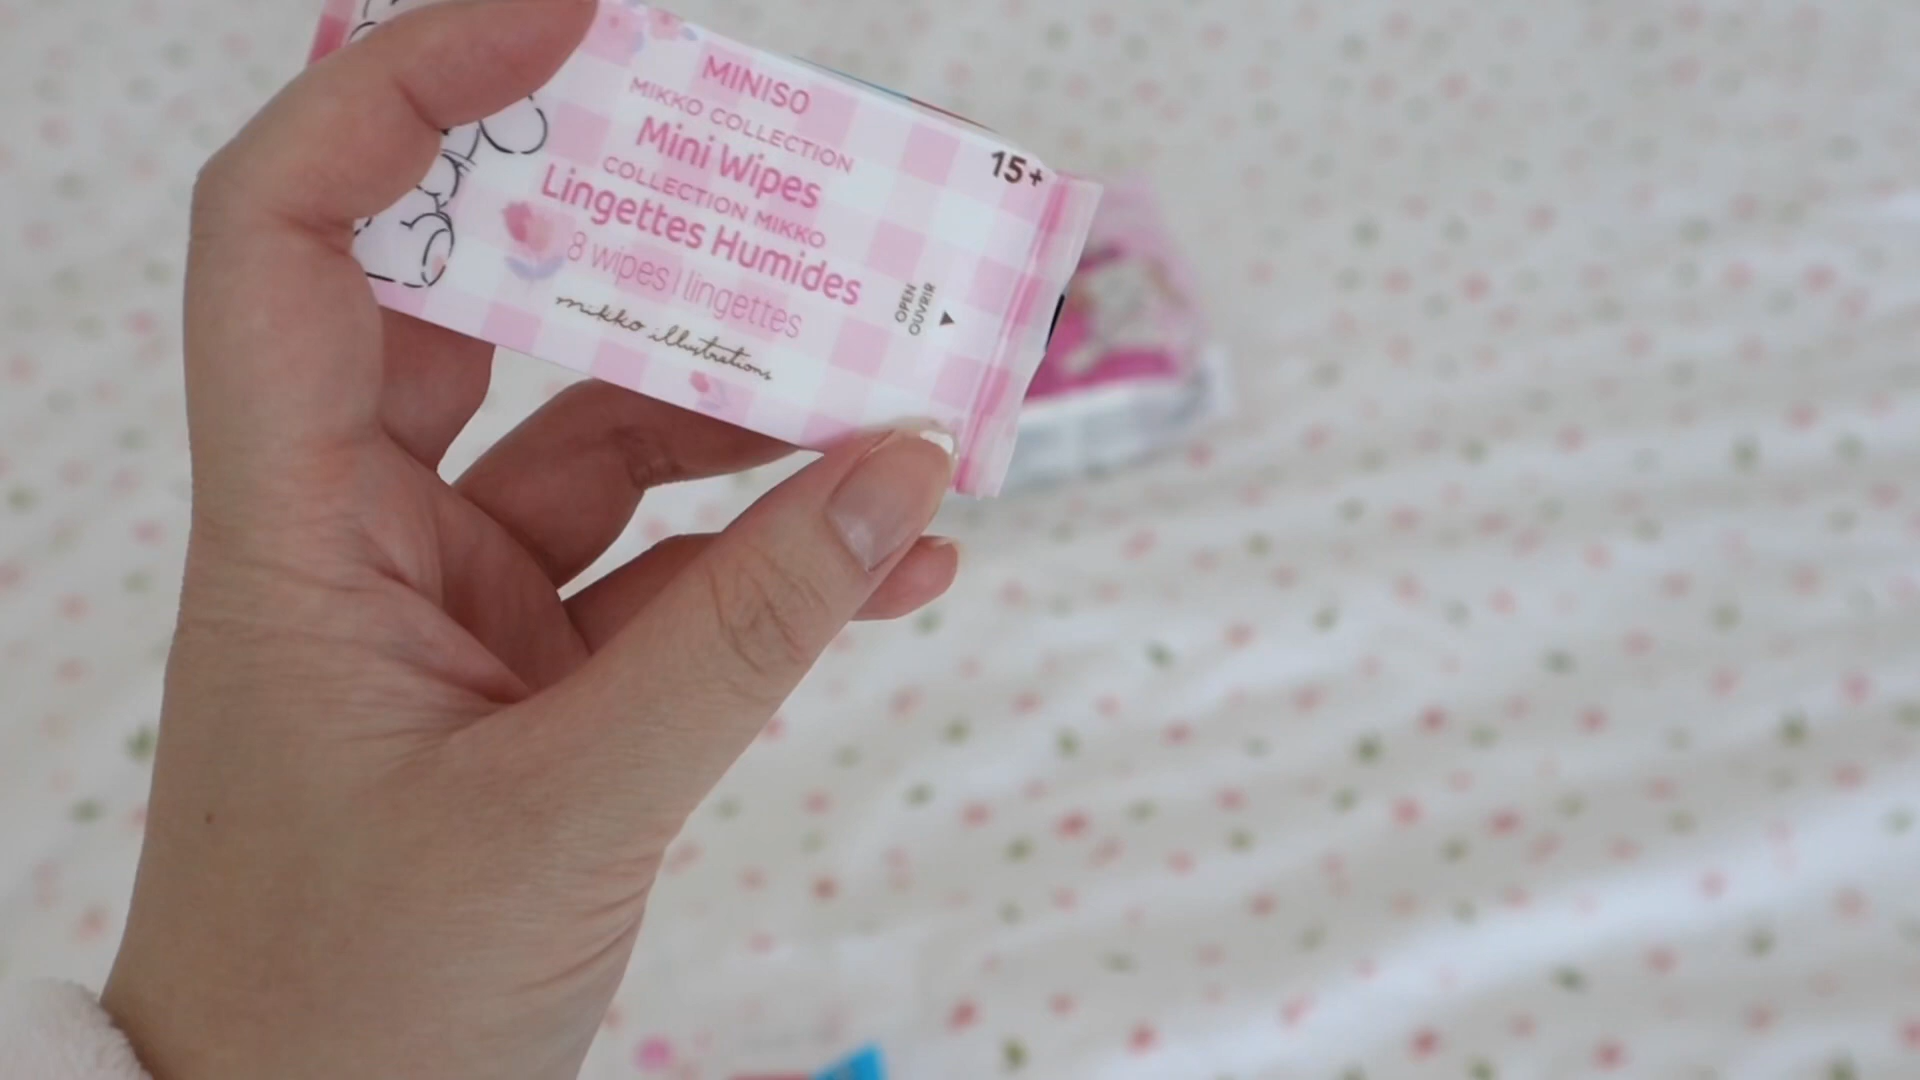 MINISO
MIKKO COLLECTION
Mini Wipes
COLLECTION MIKKO
Lingettes Humides
8 wipes | lingettes
mikko illustrations
15+
OPEN
OUVRIR